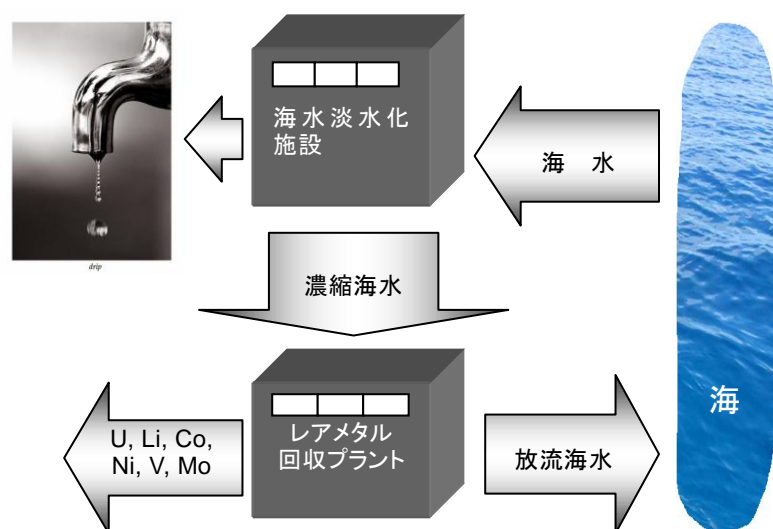 海水淡水化
施設
海 水
drip
濃縮海水
海
レアメタル
回収プラント
U, Li, Co,
Ni, V, Mo
放流海水